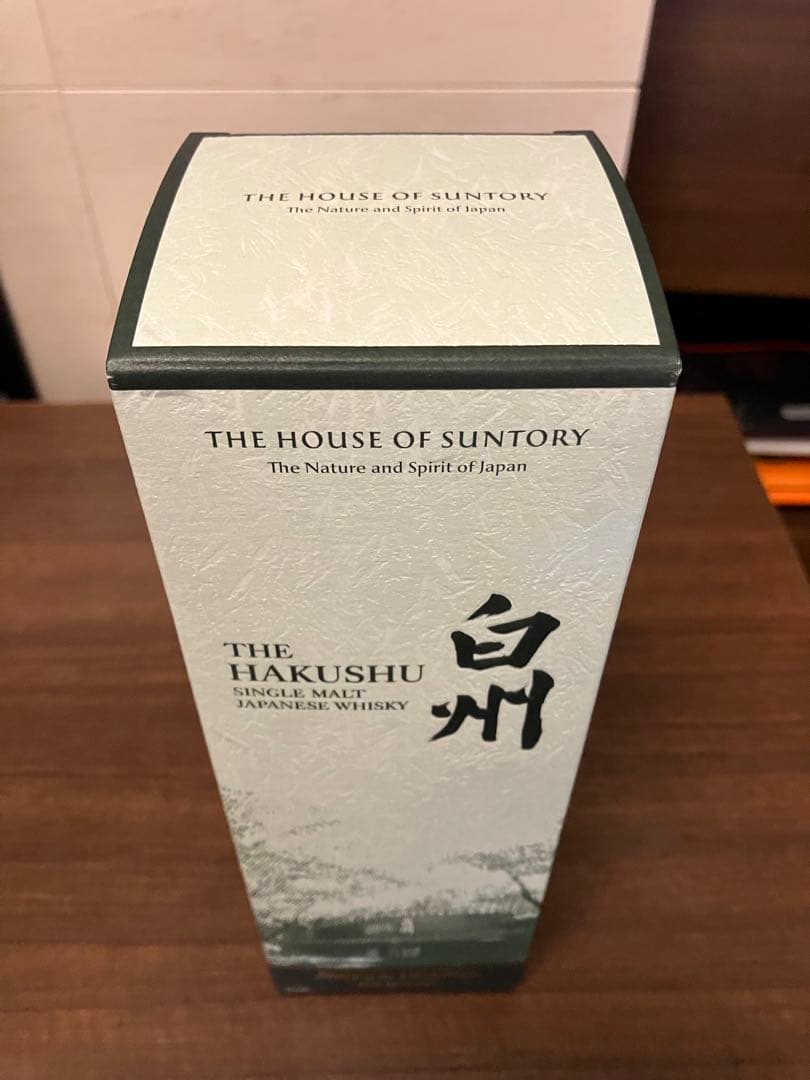 THE HOUSE OF SUNTORY
The Nature and Spirit of Japan
THE HOUSE OF SUNTORY
The Nature and Spirit of Japan
THE
HAKUSHU
SINGLE MALT
JAPANESE WHISKY
白州